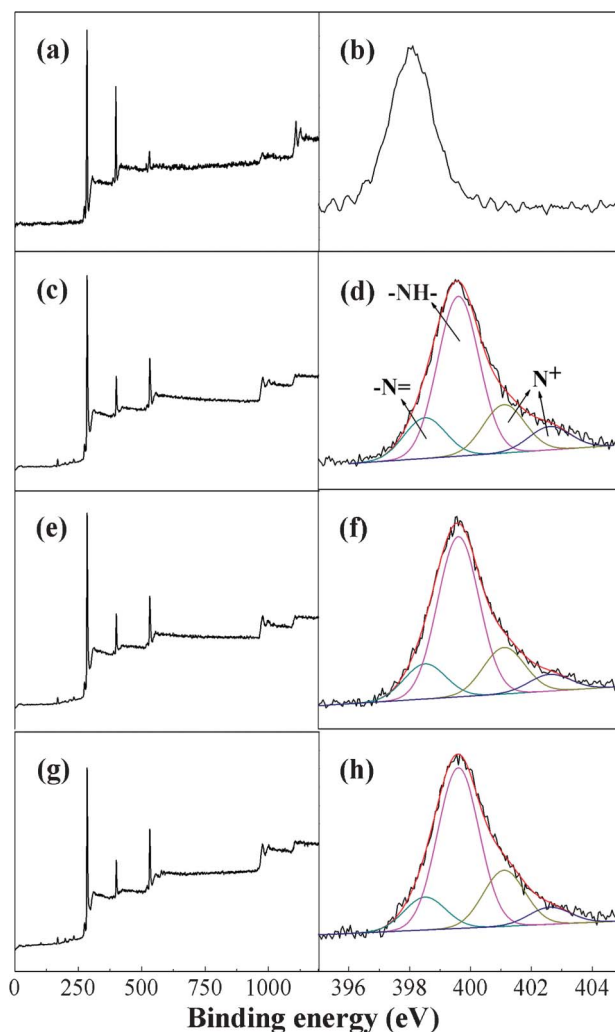 (a) (b)
(c) (d)
-NH-
-N= N+
(e) (f)
(g) (h)
0 250 500 750 1000 396 398 400 402 404
Binding energy (eV)